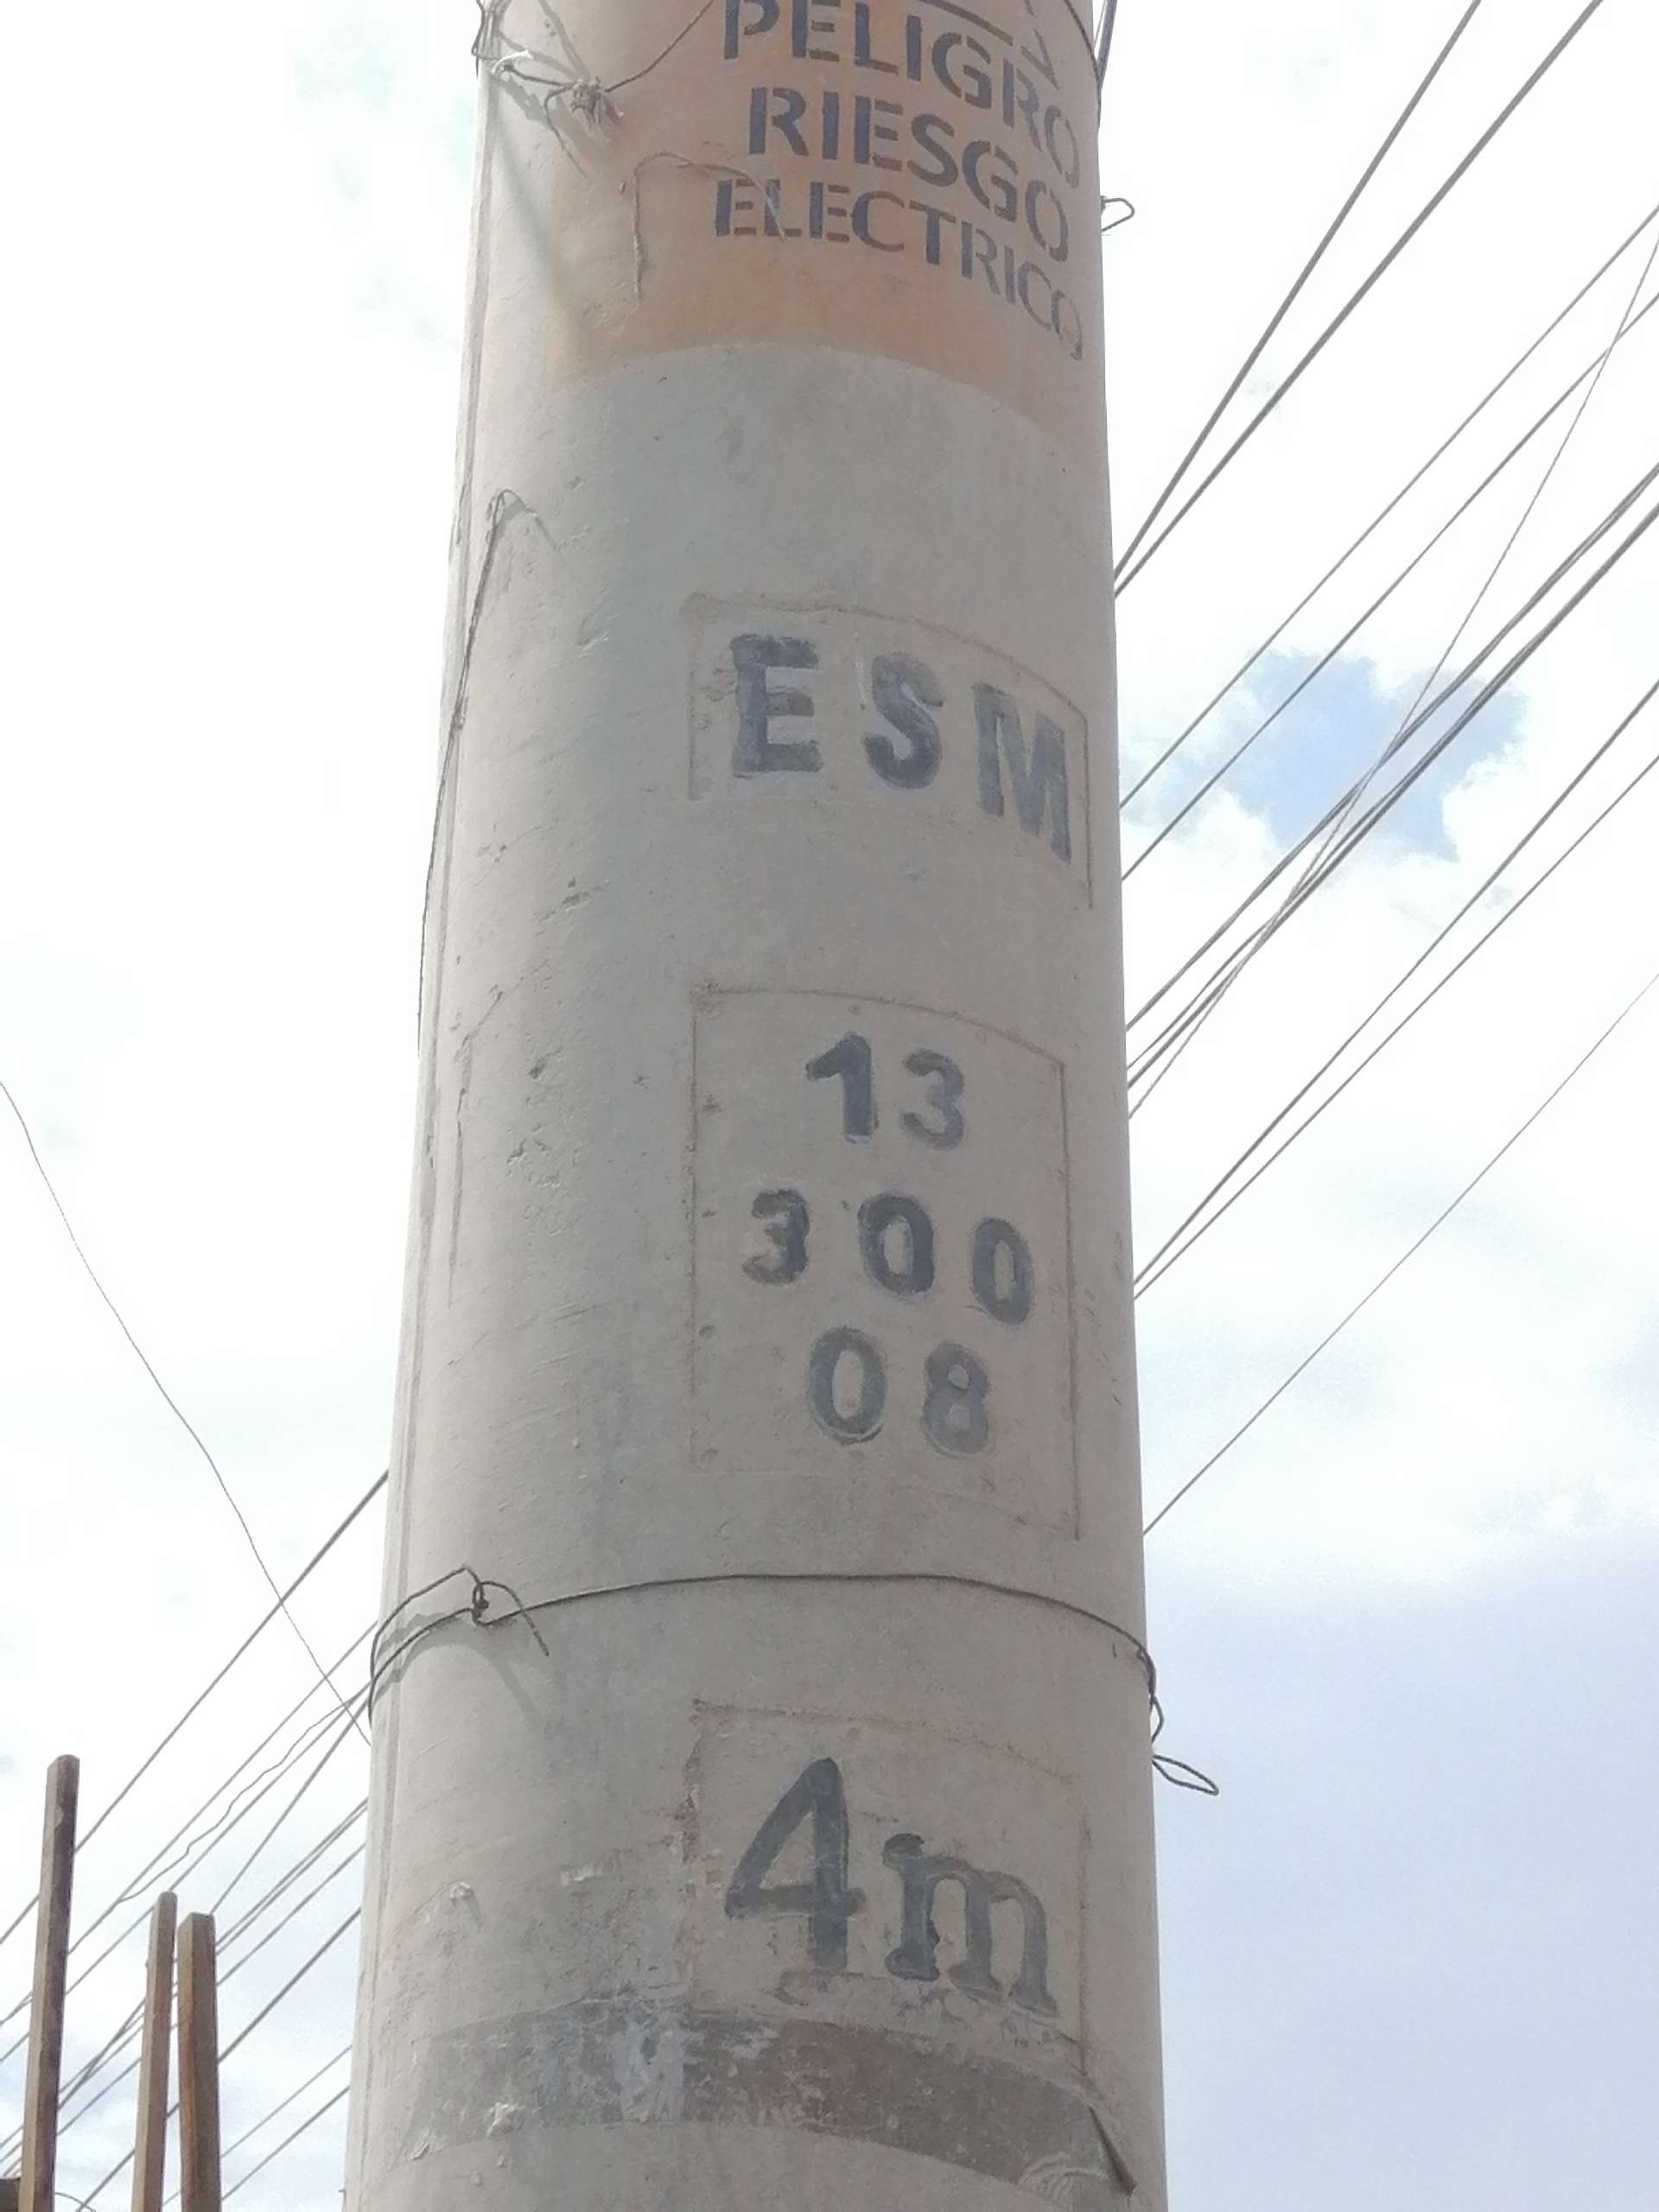 PELIGRO
RIESGO
ELECTRICO
ESM
13
300
08
4m